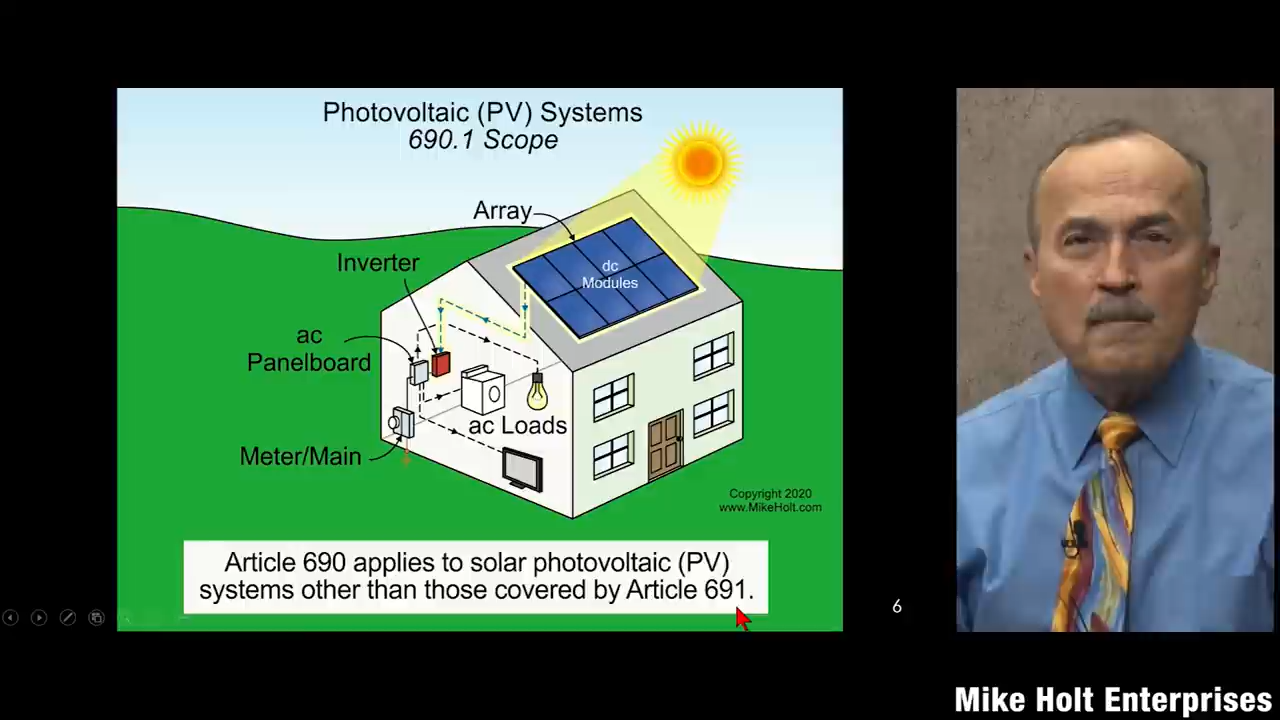 Photovoltaic (PV) Systems
690.1 Scope
Array
dc
Modules
Inverter
ac
Panelboard
ac Loads
Meter/Main
Copyright 2020
www.MikeHolt.com
Article 690 applies to solar photovoltaic (PV)
systems other than those covered by Article 691.
6
Mike Holt Enterprises